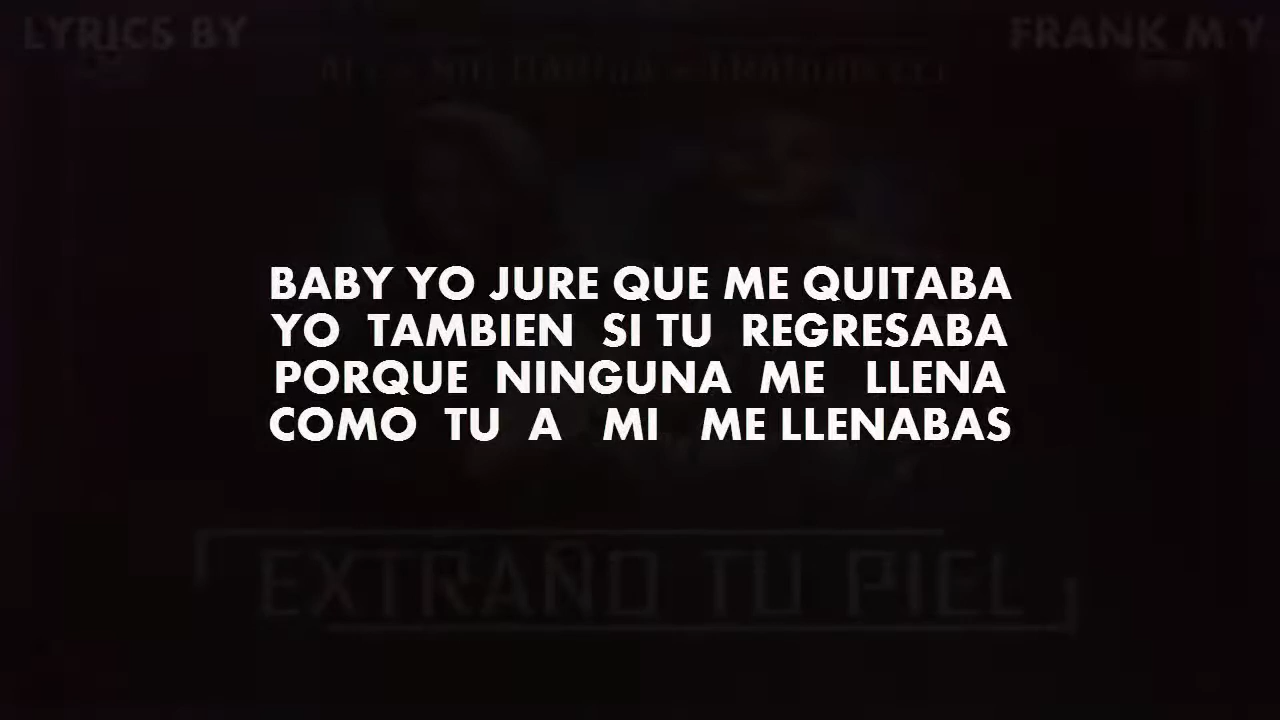 LYRICS BY
FRANK M Y
BABY YO JURE QUE ME QUITABA
YO TAMBIEN SI TU REGRESABA
PORQUE NINGUNA ME LLENA
COMO TU A MI ME LLENABAS
EXTRAÑO TU PIEL